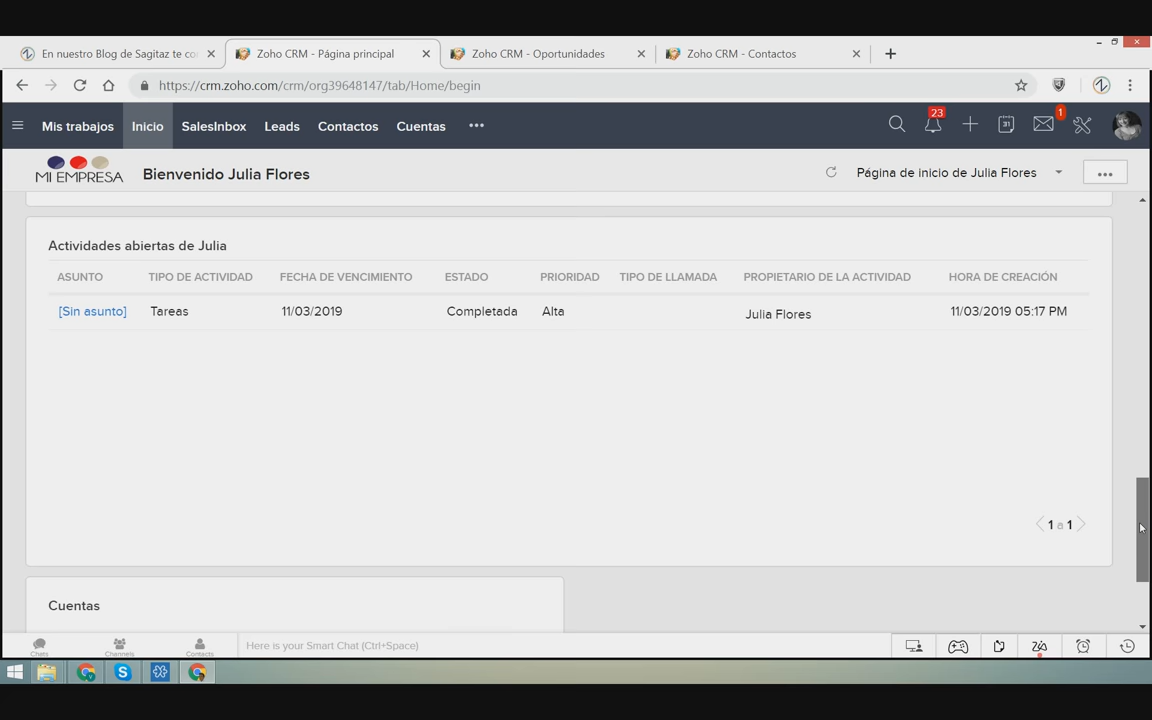 En nuestro Blog de Sagitaz te co
Zoho CRM - Página principal
Zoho CRM - Oportunidades
Zoho CRM - Contactos
https://crm.zoho.com/crm/org39648147/tab/Home/begin
Mis trabajos
Inicio
SalesInbox
Leads
Contactos
Cuentas
23
31
1
MI EMPRESA
Bienvenido Julia Flores
Página de inicio de Julia Flores
Actividades abiertas de Julia
ASUNTO TIPO DE ACTIVIDAD FECHA DE VENCIMIENTO ESTADO PRIORIDAD TIPO DE LLAMADA PROPIETARIO DE LA ACTIVIDAD HORA DE CREACIÓN
[Sin asunto] Tareas 11/03/2019 Completada Alta Julia Flores 11/03/2019 05:17 PM
1 a 1
Cuentas
Chats
Channels
Contacts
Here is your Smart Chat (Ctrl+Space)